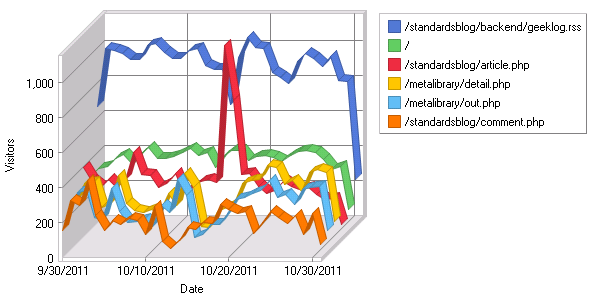 /standardsblog/backend/geeklog.rss
/
/standardsblog/article.php
/metalibrary/detail.php
/metalibrary/out.php
/standardsblog/comment.php
Visitors
1,000
800
600
400
200
0
9/30/2011 10/10/2011 10/20/2011 10/30/2011
Date